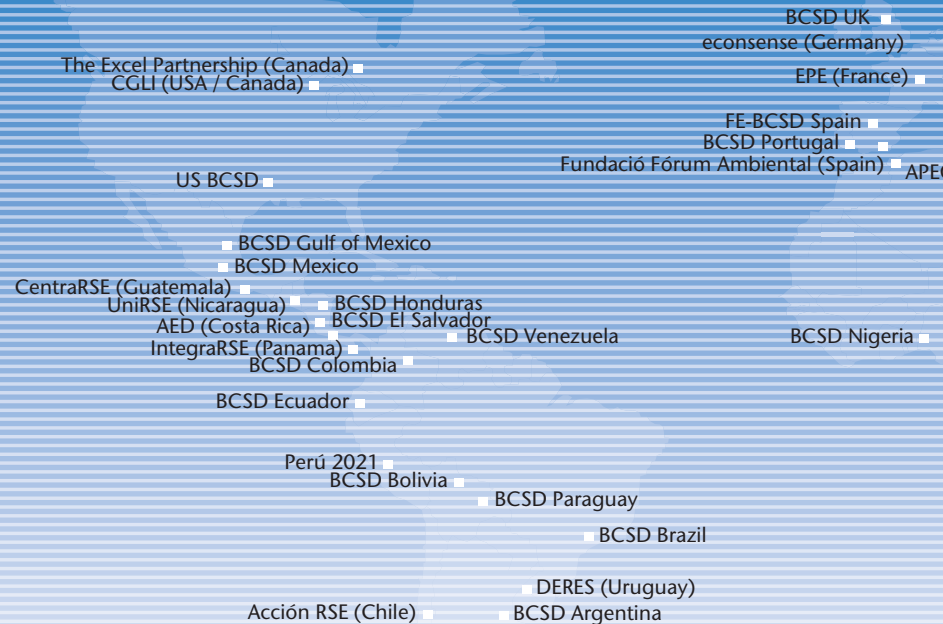 BCSD UK
econsense (Germany)
The Excel Partnership (Canada)
EPE (France)
CGLI (USA / Canada)
FE-BCSD Spain
BCSD Portugal
Fundació Fórum Ambiental (Spain)
US BCSD
BCSD Gulf of Mexico
BCSD Mexico
CentraRSE (Guatemala)
UniRSE (Nicaragua)
BCSD Honduras
BCSD El Salvador
AED (Costa Rica)
BCSD Venezuela
BCSD Nigeria
IntegraRSE (Panama)
BCSD Colombia
BCSD Ecuador
Perú 2021
BCSD Bolivia
BCSD Paraguay
BCSD Brazil
DERES (Uruguay)
Acción RSE (Chile)
BCSD Argentina